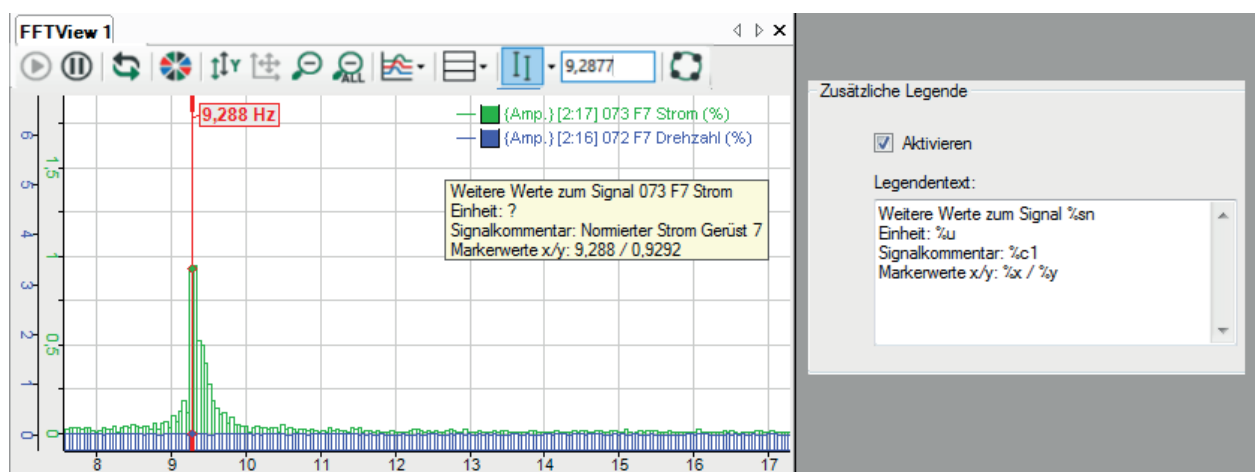 FFTView 1
Y
ALL
9,2877
9,288 Hz
{Amp.} [2:17] 073 F7 Strom (%)
{Amp.} [2:16] 072 F7 Drehzahl (%)
Weitere Werte zum Signal 073 F7 Strom
Einheit: ?
Signalkommentar: Normierter Strom Gerüst 7
Markerwerte x/y: 9,288 / 0,9292
6
5
4
3
2
1
0
1,5
1
0,5
0
8 9 10 11 12 13 14 15 16 17
Zusätzliche Legende
Aktivieren
Legendentext:
Weitere Werte zum Signal %sn
Einheit: %u
Signalkommentar: %c1
Markerwerte x/y: %x / %y